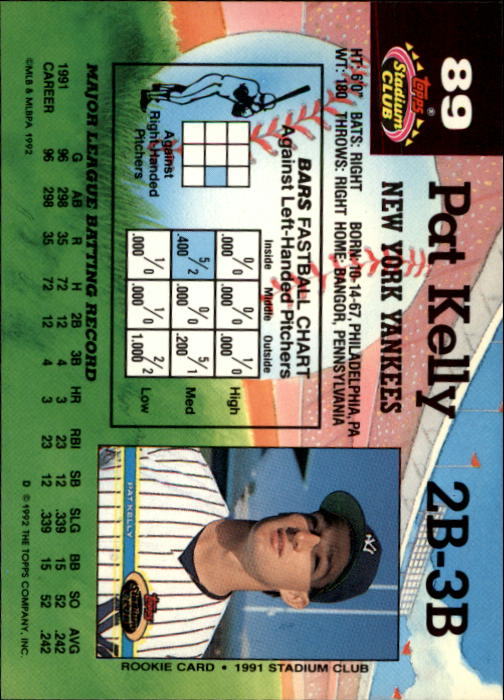 89
Topps
Stadium
CLUB
®
Pat Kelly 2B-3B
NEW YORK YANKEES
HT: 6'0" BATS: RIGHT BORN: 10-14-67, PHILADELPHIA, PA
WT: 180 THROWS: RIGHT HOME: BANGOR, PENNSYLVANIA
BARS FASTBALL CHART
Against Left-Handed Pitchers
Inside Middle Outside
0/0 .000 0/0 .000 1/0 .000 High
5/2 .400 0/0 .000 5/1 .200 Med
1/0 .000 1/0 .000 2/2 1.000 Low
Against
Right-Handed
Pitchers
PAT KELLY
Topps
STADIUM
CLUB
ROOKIE CARD • 1991 STADIUM CLUB
MAJOR LEAGUE BATTING RECORD
G AB R H 2B 3B HR RBI SB SLG BB SO AVG
1991 96 298 35 72 12 4 3 23 12 .339 15 52 .242
CAREER 96 298 35 72 12 4 3 23 12 .339 15 52 .242
©MLB & MLBPA 1992 D ©1992 THE TOPPS COMPANY, INC.